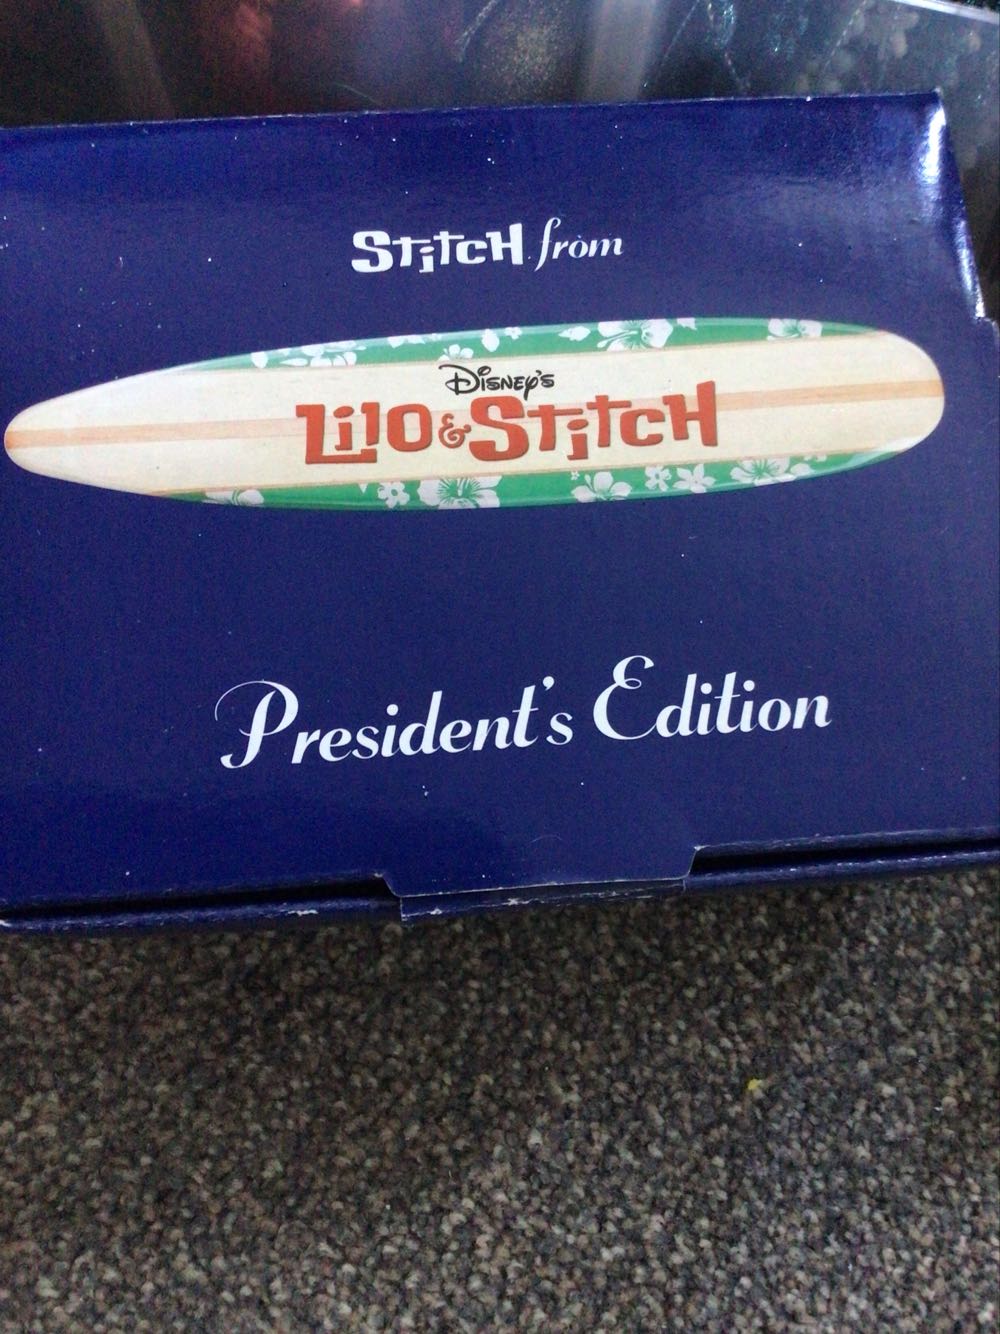 Stitch from
Disney's
Lilo & Stitch
President's Edition